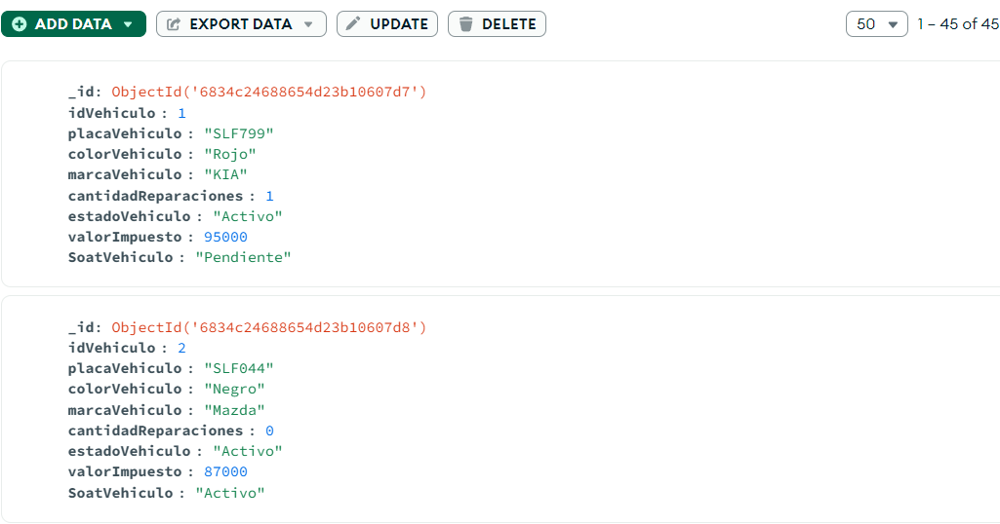 ADD DATA EXPORT DATA UPDATE DELETE 50 1 – 45 of 45
_id: ObjectId('6834c24688654d23b10607d7')
idVehiculo : 1
placaVehiculo : "SLF799"
colorVehiculo : "Rojo"
marcaVehiculo : "KIA"
cantidadReparaciones : 1
estadoVehiculo : "Activo"
valorImpuesto : 95000
SoatVehiculo : "Pendiente"
_id: ObjectId('6834c24688654d23b10607d8')
idVehiculo : 2
placaVehiculo : "SLF044"
colorVehiculo : "Negro"
marcaVehiculo : "Mazda"
cantidadReparaciones : 0
estadoVehiculo : "Activo"
valorImpuesto : 87000
SoatVehiculo : "Activo"